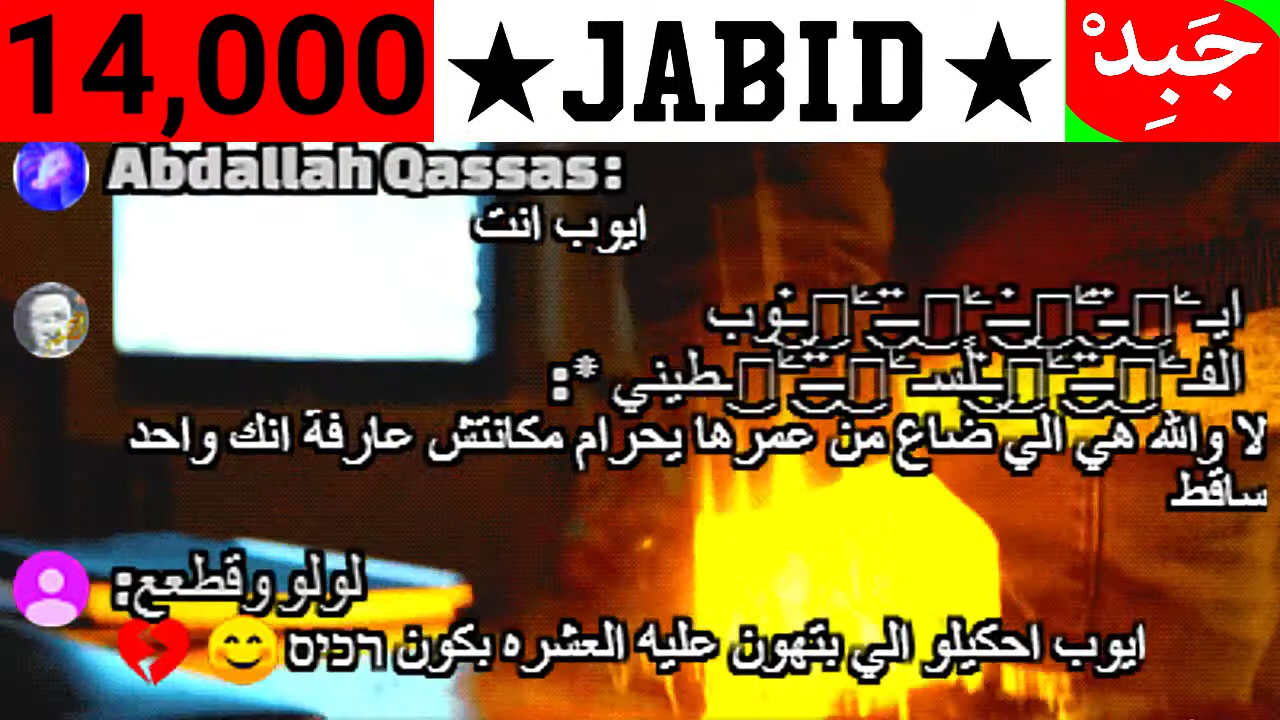 14,000 ★JABID★ جَبِدْ
Abdallah Qassas:
ايوب انت
لا والله هي الي ضاع من عمرها يحرام مكانتش عارفة انك واحد
ساقط
لولو وقطعع:
ايوب احكيلو الي بتهون عليه العشره بكون רכיס 😊 💔